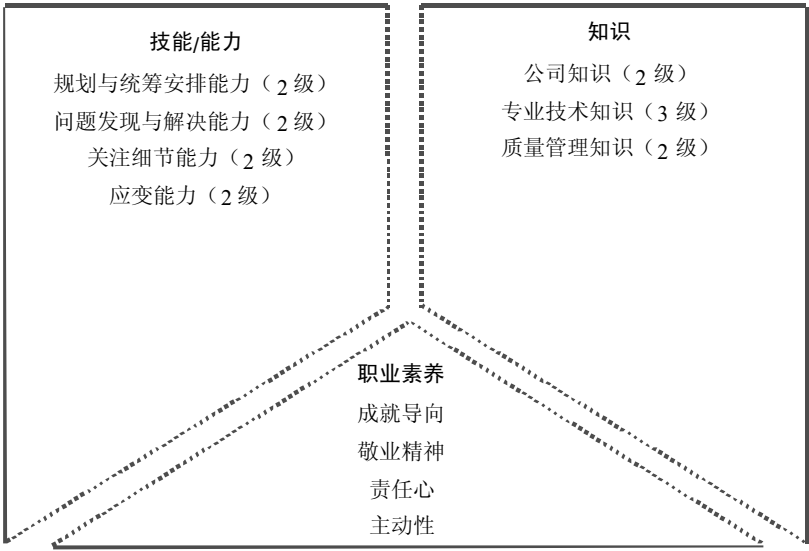 技能/能力
规划与统筹安排能力（2 级）
问题发现与解决能力（2 级）
关注细节能力（2 级）
应变能力（2 级）
知识
公司知识（2 级）
专业技术知识（3 级）
质量管理知识（2 级）
职业素养
成就导向
敬业精神
责任心
主动性